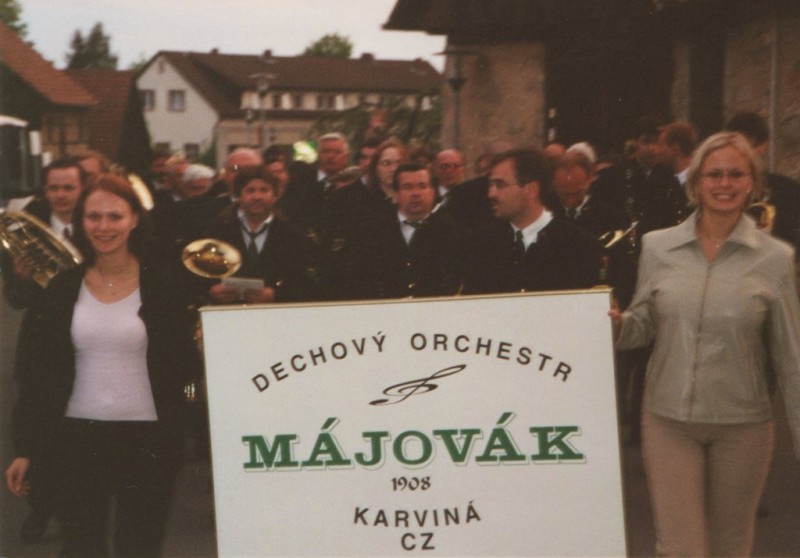 DECHOVÝ ORCHESTR
MÁJOVÁK
1908
KARVINÁ
CZ